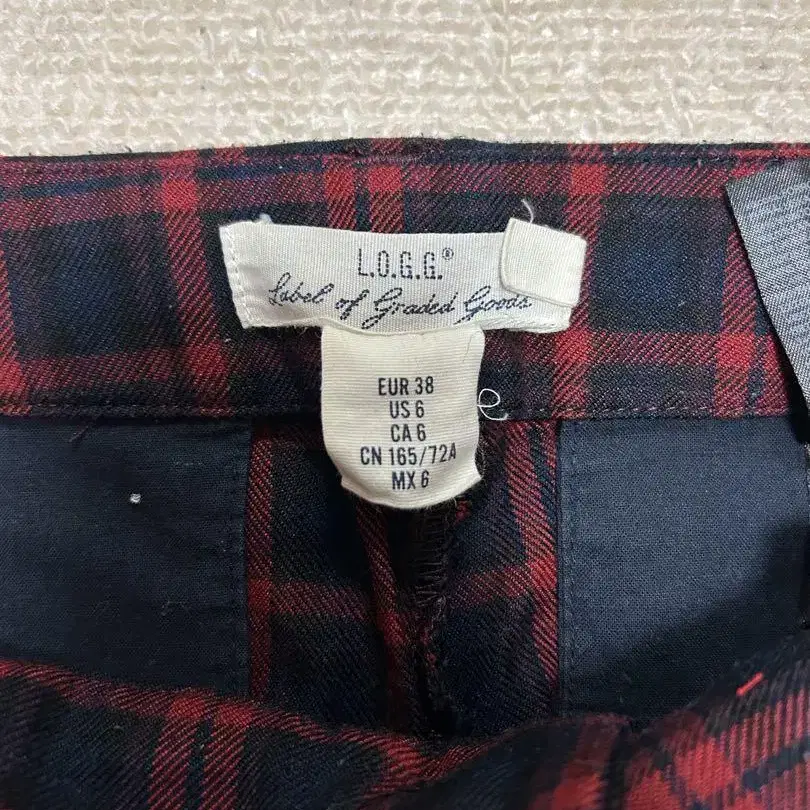 L.O.G.G.®
Label of Graded Goods
EUR 38
US 6
CA 6
CN 165/72A
MX 6